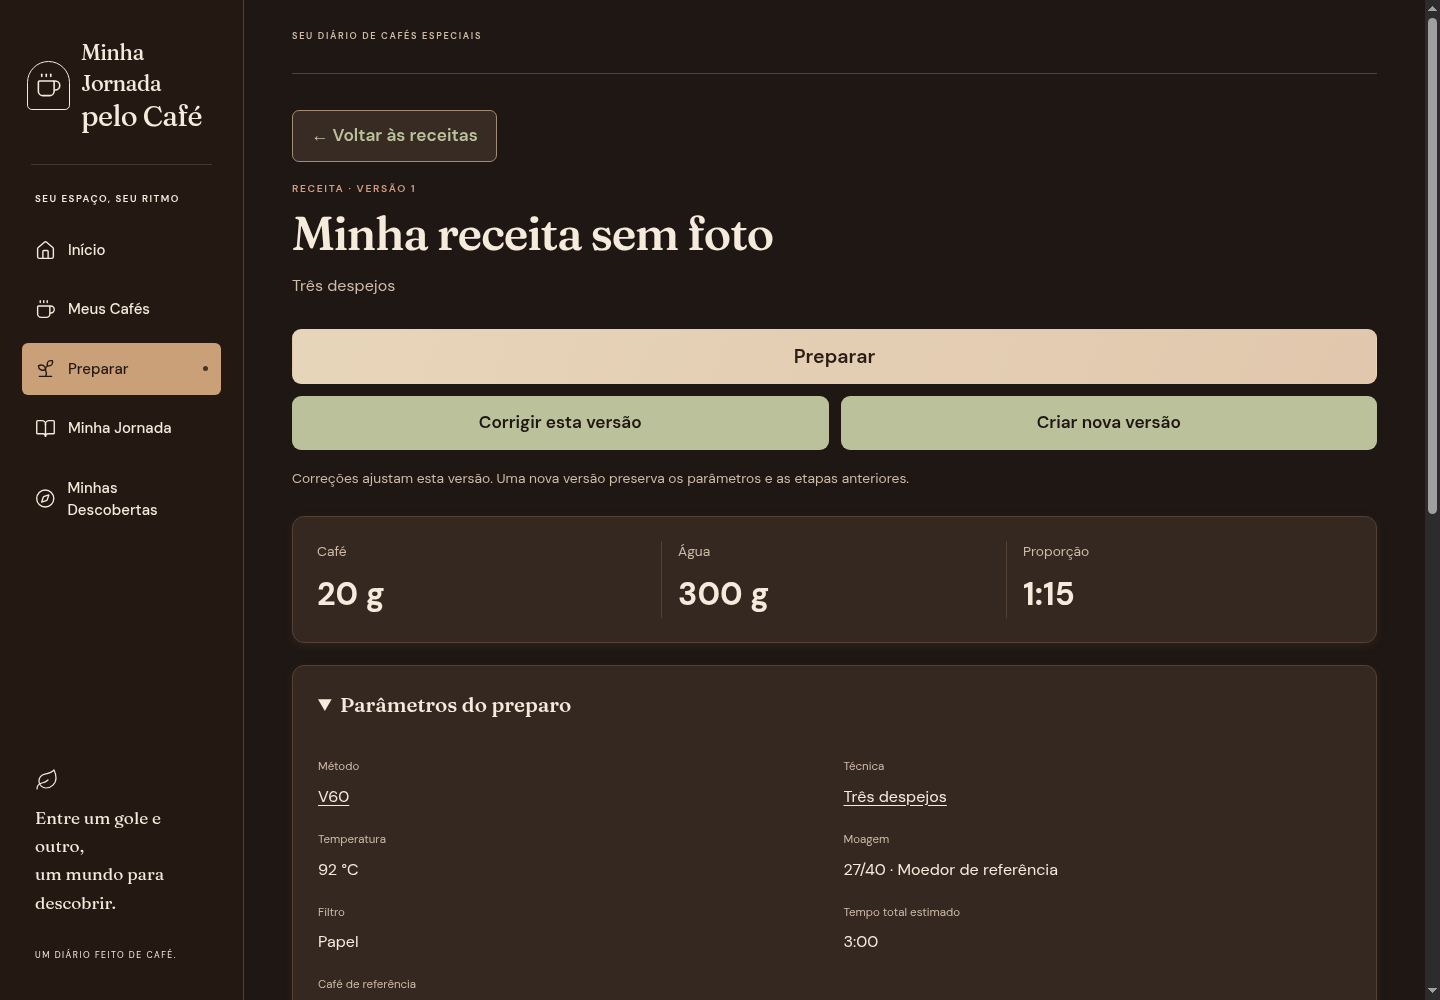 Minha
Jornada
pelo Café
SEU ESPAÇO, SEU RITMO
Início
Meus Cafés
Preparar
Minha Jornada
Minhas
Descobertas
Entre um gole e
outro,
um mundo para
descobrir.
UM DIÁRIO FEITO DE CAFÉ.
SEU DIÁRIO DE CAFÉS ESPECIAIS
← Voltar às receitas
RECEITA · VERSÃO 1
Minha receita sem foto
Três despejos
Preparar
Corrigir esta versão
Criar nova versão
Correções ajustam esta versão. Uma nova versão preserva os parâmetros e as etapas anteriores.
Café
20 g
Água
300 g
Proporção
1:15
▼ Parâmetros do preparo
Método
V60
Técnica
Três despejos
Temperatura
92 °C
Moagem
27/40 · Moedor de referência
Filtro
Papel
Tempo total estimado
3:00
Café de referência